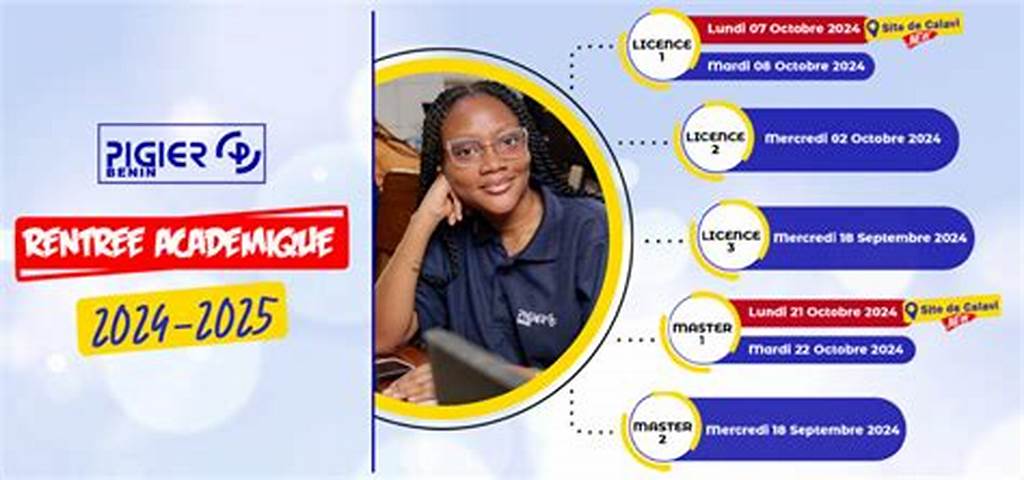 PIGIER
BENIN
RENTREE ACADEMIQUE
2024-2025
LICENCE
1
Lundi 07 Octobre 2024
Site de Calavi
NEW
Mardi 08 Octobre 2024
LICENCE
2
Mercredi 02 Octobre 2024
LICENCE
3
Mercredi 18 Septembre 2024
MASTER
1
Lundi 21 Octobre 2024
Site de Calavi
NEW
Mardi 22 Octobre 2024
MASTER
2
Mercredi 18 Septembre 2024
PIGIER